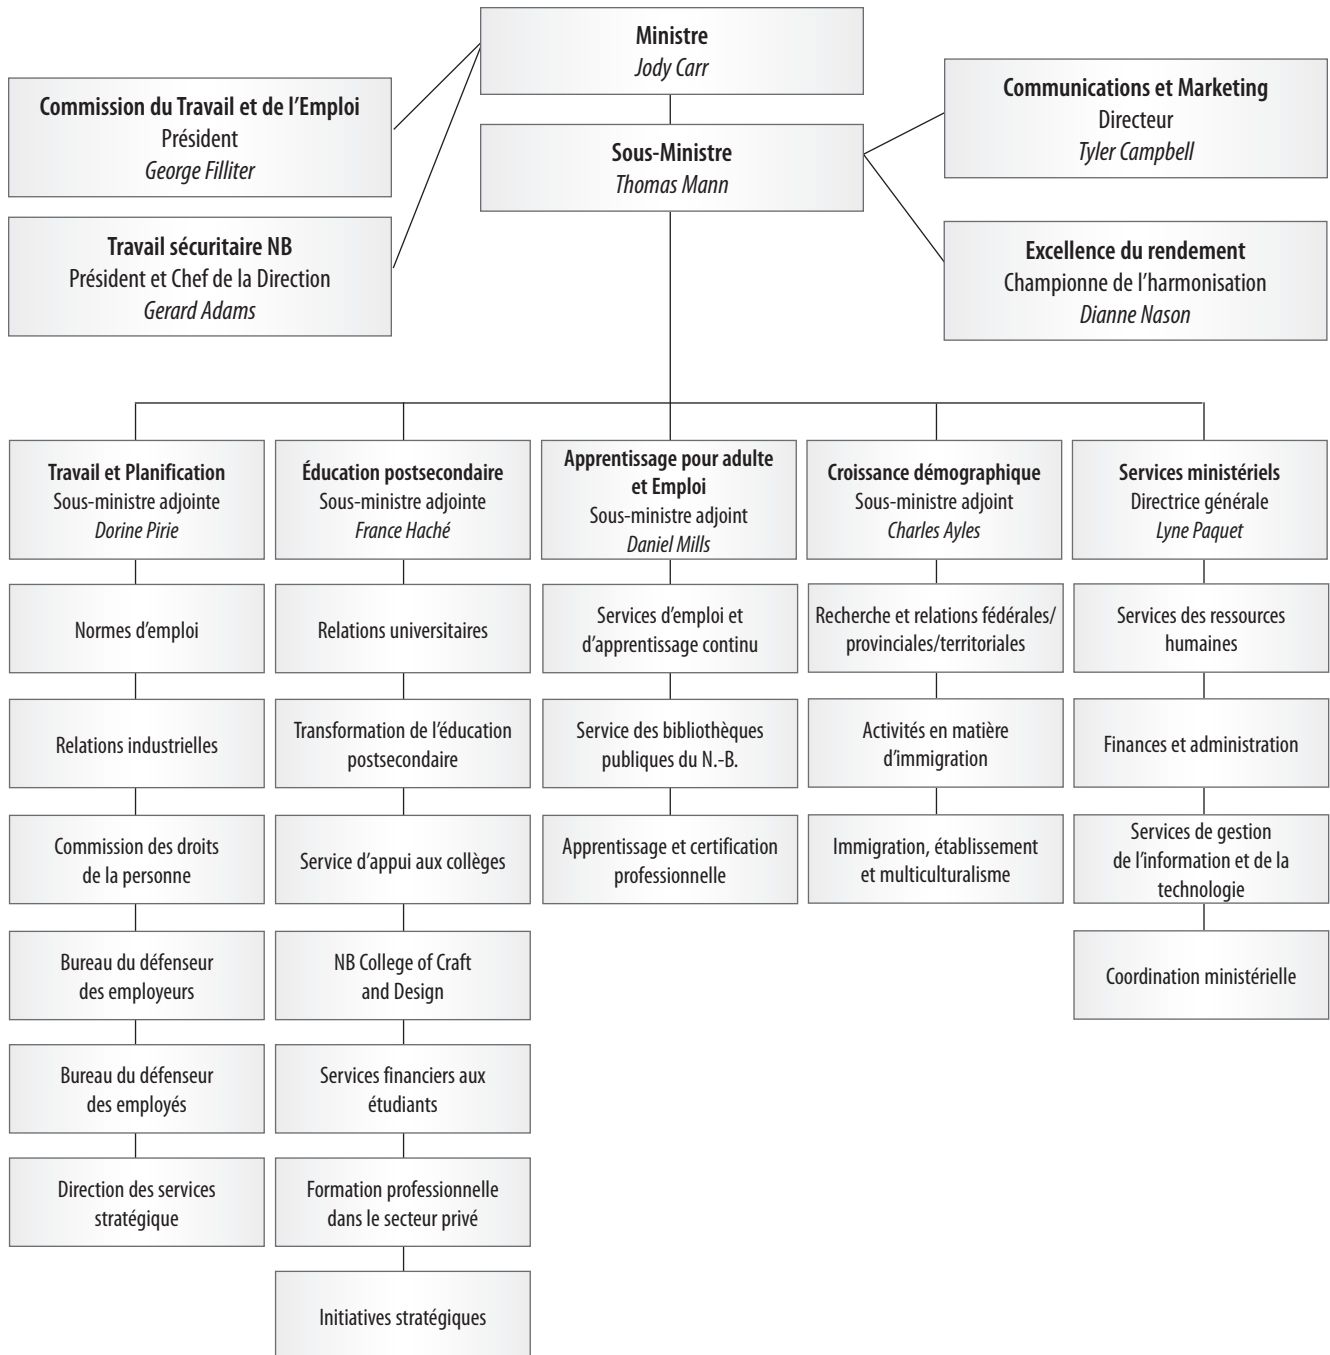 Ministre
Jody Carr
Commission du Travail et de l'Emploi
Président
George Filliter
Communications et Marketing
Directeur
Tyler Campbell
Sous-Ministre
Thomas Mann
Travail sécuritaire NB
Président et Chef de la Direction
Gerard Adams
Excellence du rendement
Championne de l'harmonisation
Dianne Nason
Travail et Planification
Sous-ministre adjointe
Dorine Pirie
Normes d'emploi
Relations industrielles
Commission des droits
de la personne
Bureau du défenseur
des employeurs
Bureau du défenseur
des employés
Direction des services
stratégique
Éducation postsecondaire
Sous-ministre adjointe
France Haché
Relations universitaires
Transformation de l'éducation
postsecondaire
Service d'appui aux collèges
NB College of Craft
and Design
Services financiers aux
étudiants
Formation professionnelle
dans le secteur privé
Initiatives stratégiques
Apprentissage pour adulte
et Emploi
Sous-ministre adjoint
Daniel Mills
Services d'emploi et
d'apprentissage continu
Service des bibliothèques
publiques du N.-B.
Apprentissage et certification
professionnelle
Croissance démographique
Sous-ministre adjoint
Charles Ayles
Recherche et relations fédérales/
provinciales/territoriales
Activités en matière
d'immigration
Immigration, établissement
et multiculturalisme
Services ministériels
Directrice générale
Lyne Paquet
Services des ressources
humaines
Finances et administration
Services de gestion
de l'information et de la
technologie
Coordination ministérielle